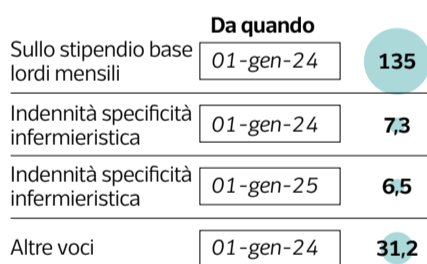 Da quando
Sullo stipendio base
lordi mensili
01-gen-24
135
Indennità specificità
infermieristica
01-gen-24
7,3
Indennità specificità
infermieristica
01-gen-25
6,5
Altre voci
01-gen-24
31,2